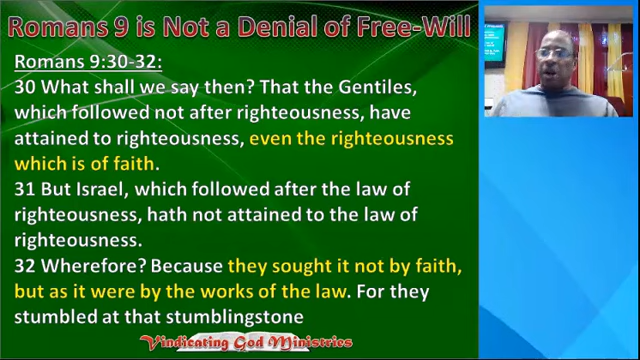 Romans 9 is Not a Denial of Free-Will
Romans 9:30-32:
30 What shall we say then? That the Gentiles,
which followed not after righteousness, have
attained to righteousness, even the righteousness
which is of faith.
31 But Israel, which followed after the law of
righteousness, hath not attained to the law of
righteousness.
32 Wherefore? Because they sought it not by faith,
but as it were by the works of the law. For they
stumbled at that stumblingstone
Vindicating God Ministries